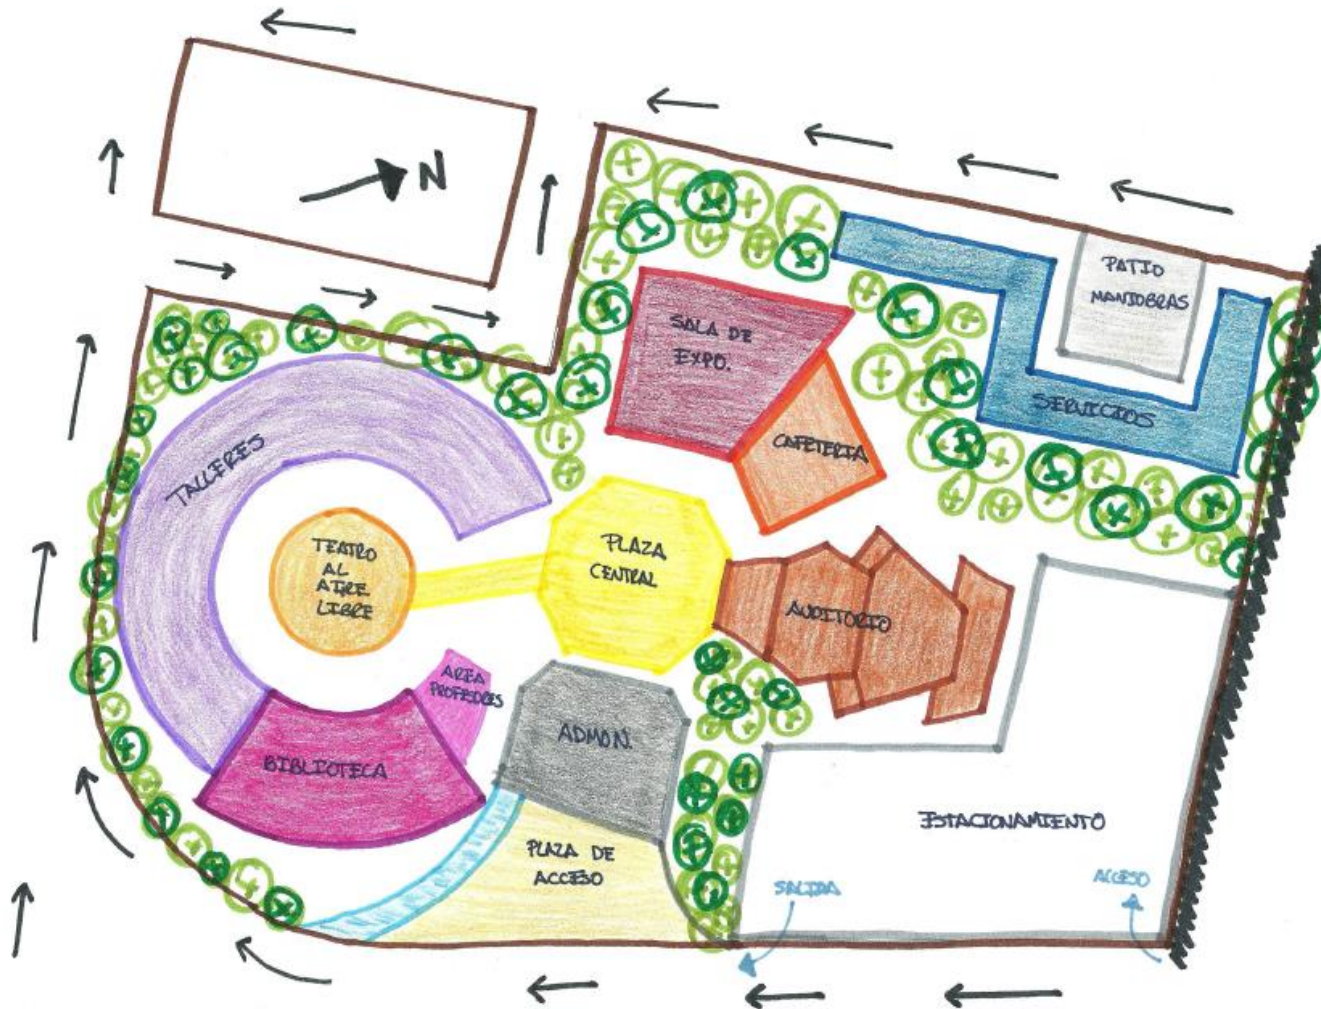 N
PATIO
MANIOBRAS
SALA DE
EXPO.
SERVICIOS
CAFETERIA
TALLERES
TEATRO
AL
AIRE
LIBRE
PLAZA
CENTRAL
AUDITORIO
AREA
PROFESORES
ADMON.
BIBLIOTECA
ESTACIONAMIENTO
PLAZA DE
ACCESO
SALIDA
ACCESO